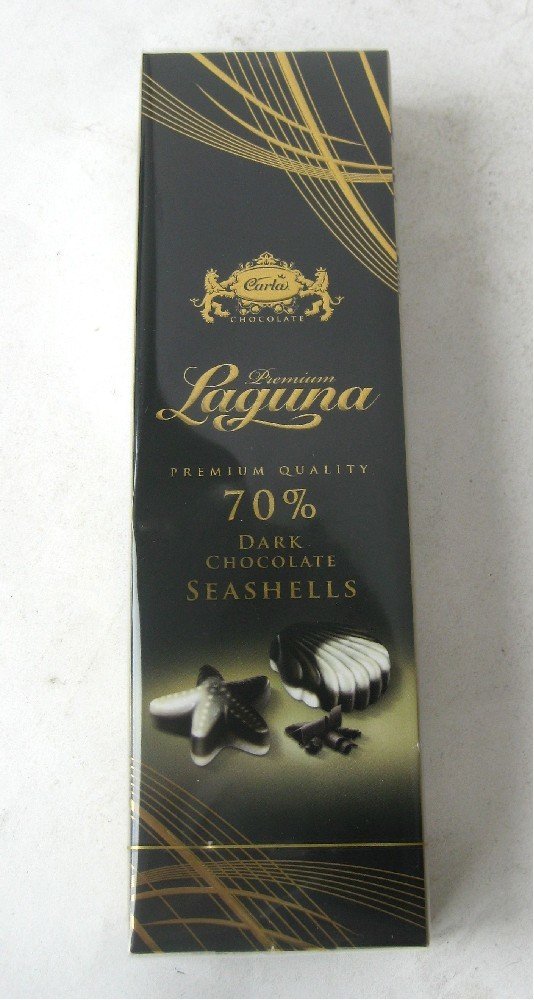 Carla
CHOCOLATE
Premium
Laguna
PREMIUM QUALITY
70%
DARK
CHOCOLATE
SEASHELLS